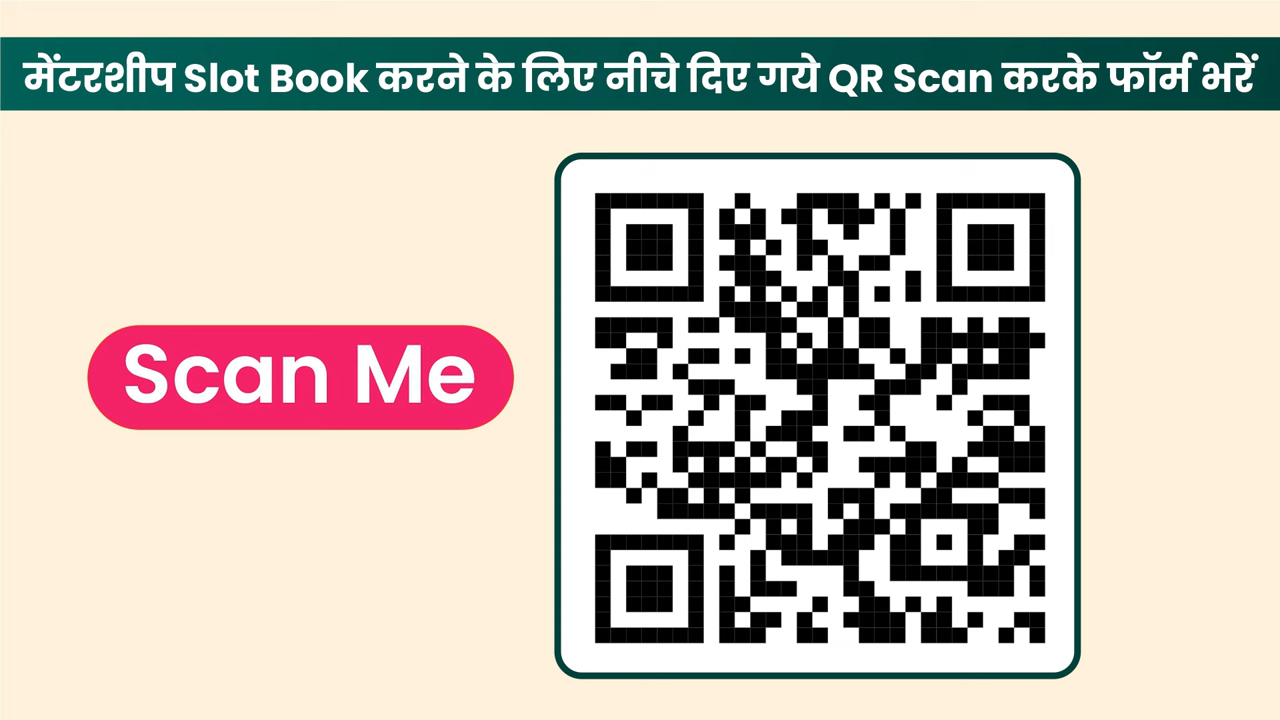 मेंटरशीप Slot Book करने के लिए नीचे दिए गये QR Scan करके फॉर्म भरें
Scan Me